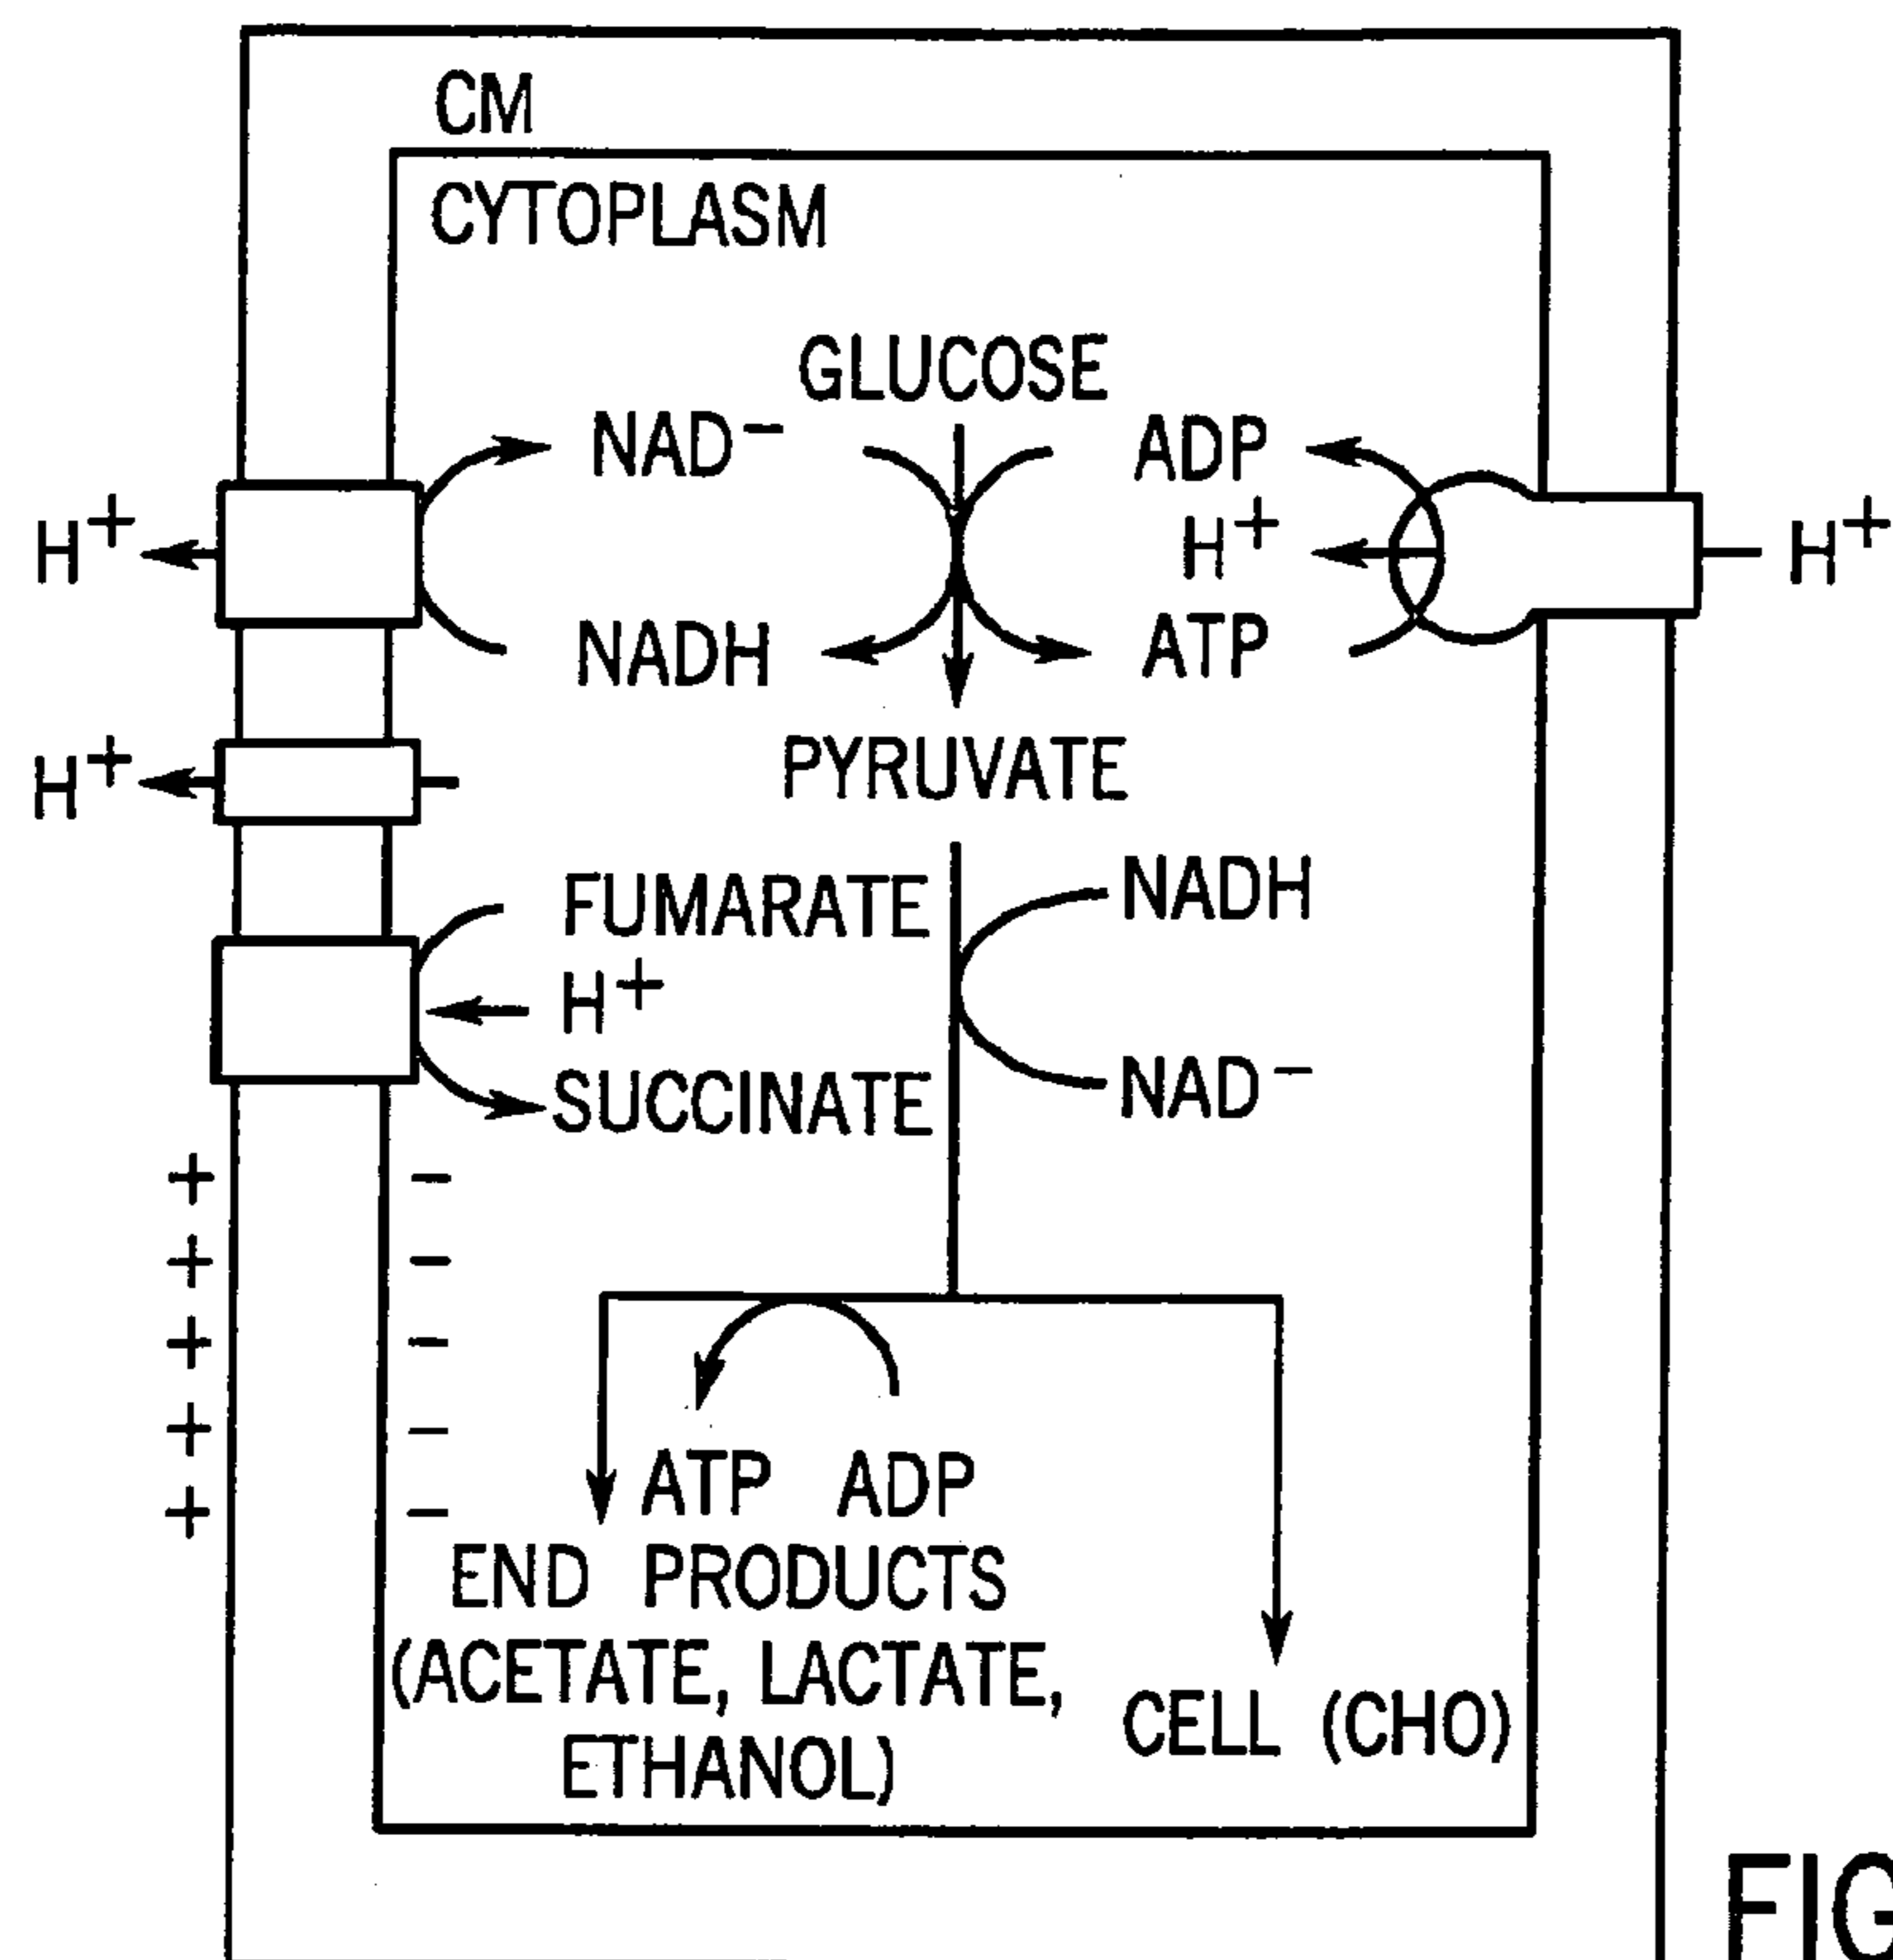 CM
CYTOPLASM
GLUCOSE
NAD⁻ ADP
H⁺ H⁺ H⁺
NADH ATP
PYRUVATE
H⁺
FUMARATE NADH
H⁺
SUCCINATE NAD⁻
+ −
+ −
+ −
+ −
+ −
ATP ADP
END PRODUCTS
(ACETATE, LACTATE,
ETHANOL)
CELL (CHO)
FIG